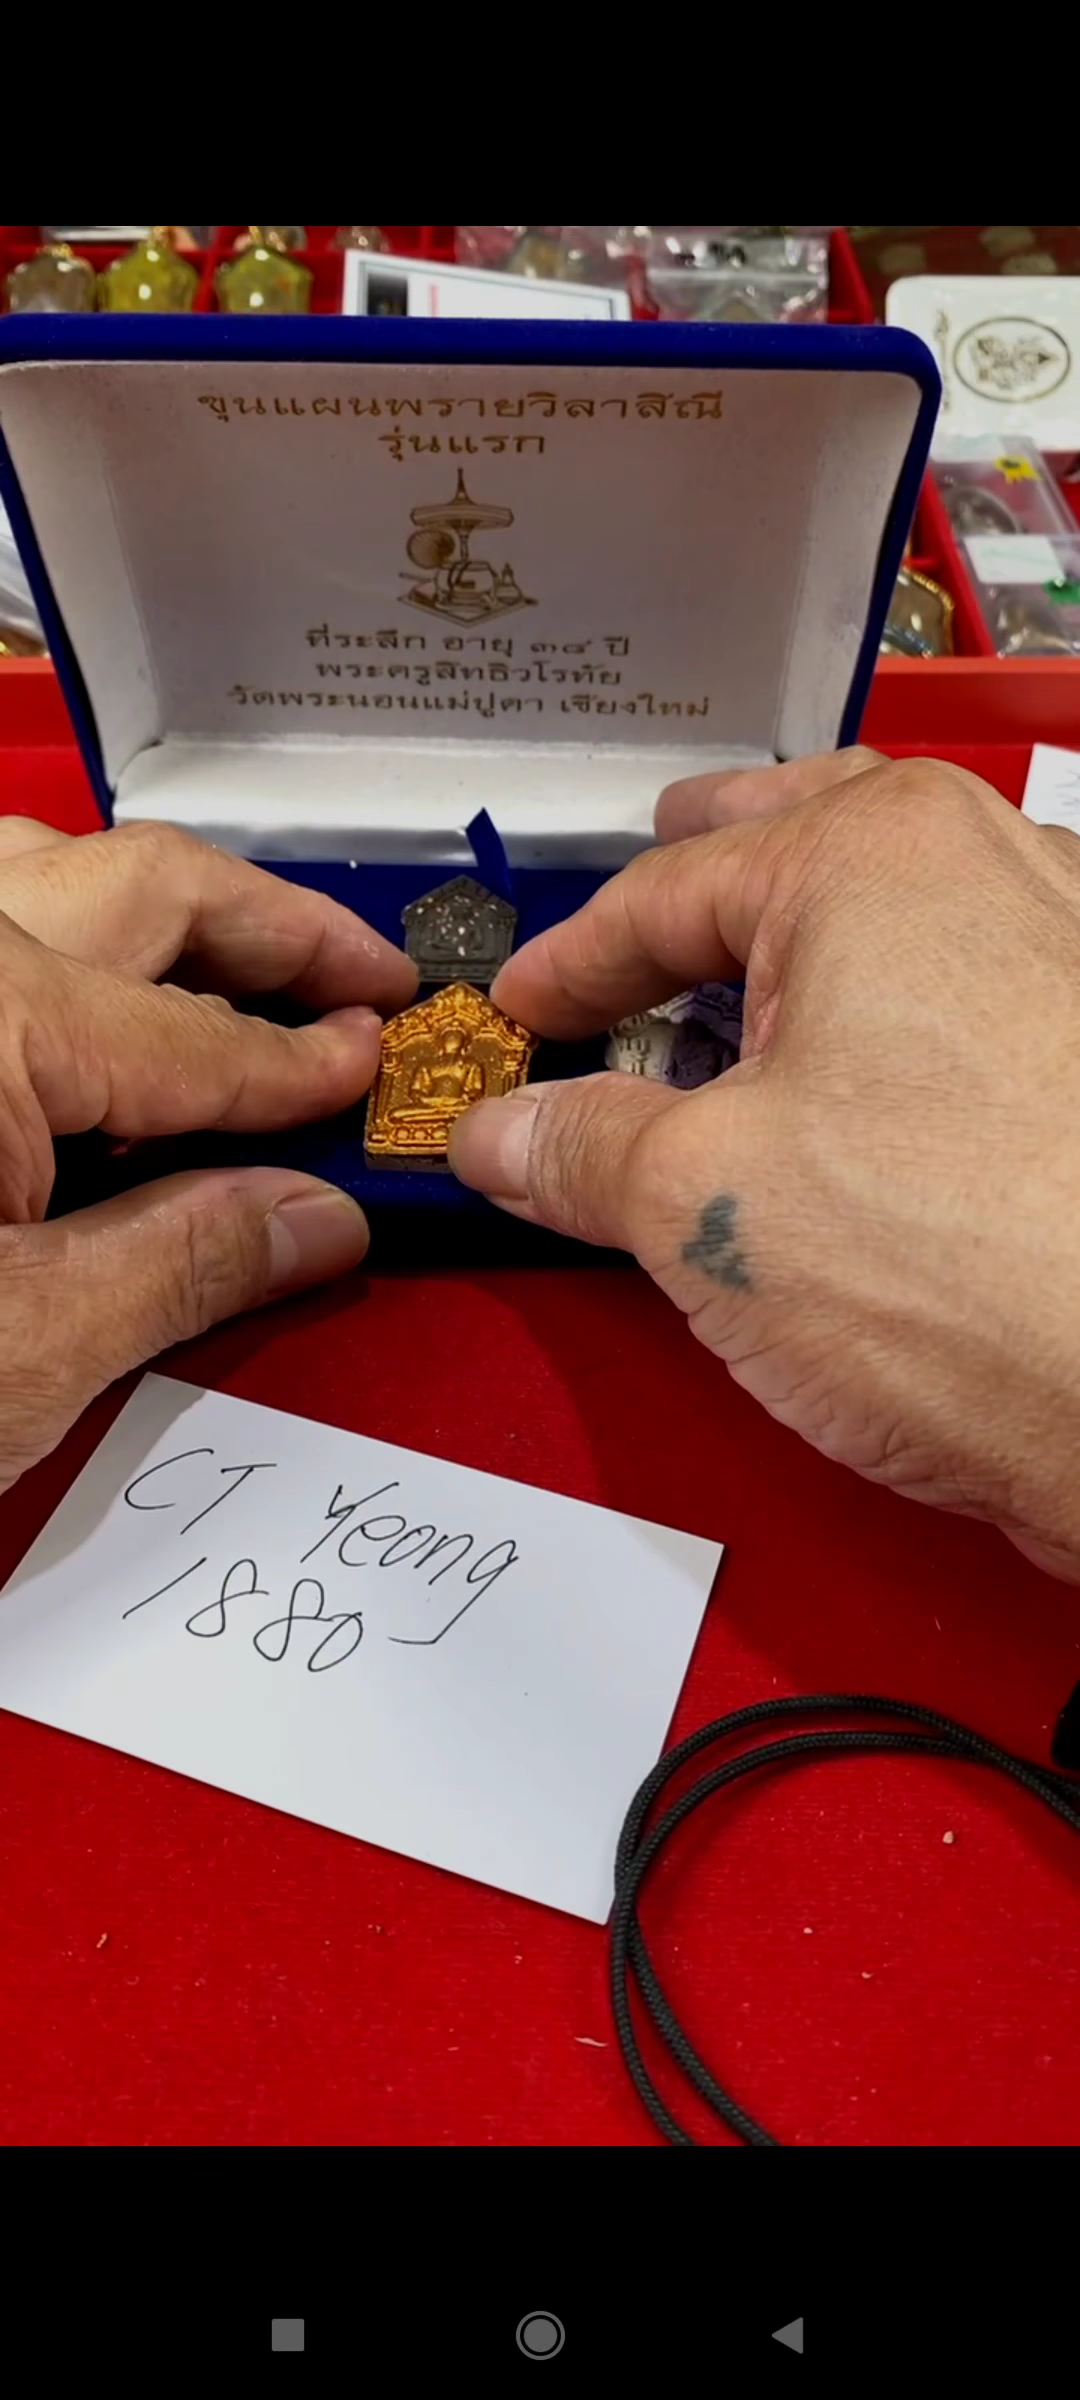 ขุนแผนพรายวิลาสินี
รุ่นแรก
ที่ระลึก อายุ ๓๘ ปี
พระครูสิทธิวโรทัย
วัดพระนอนแม่ปูคา เชียงใหม่
CT Yeong
1880